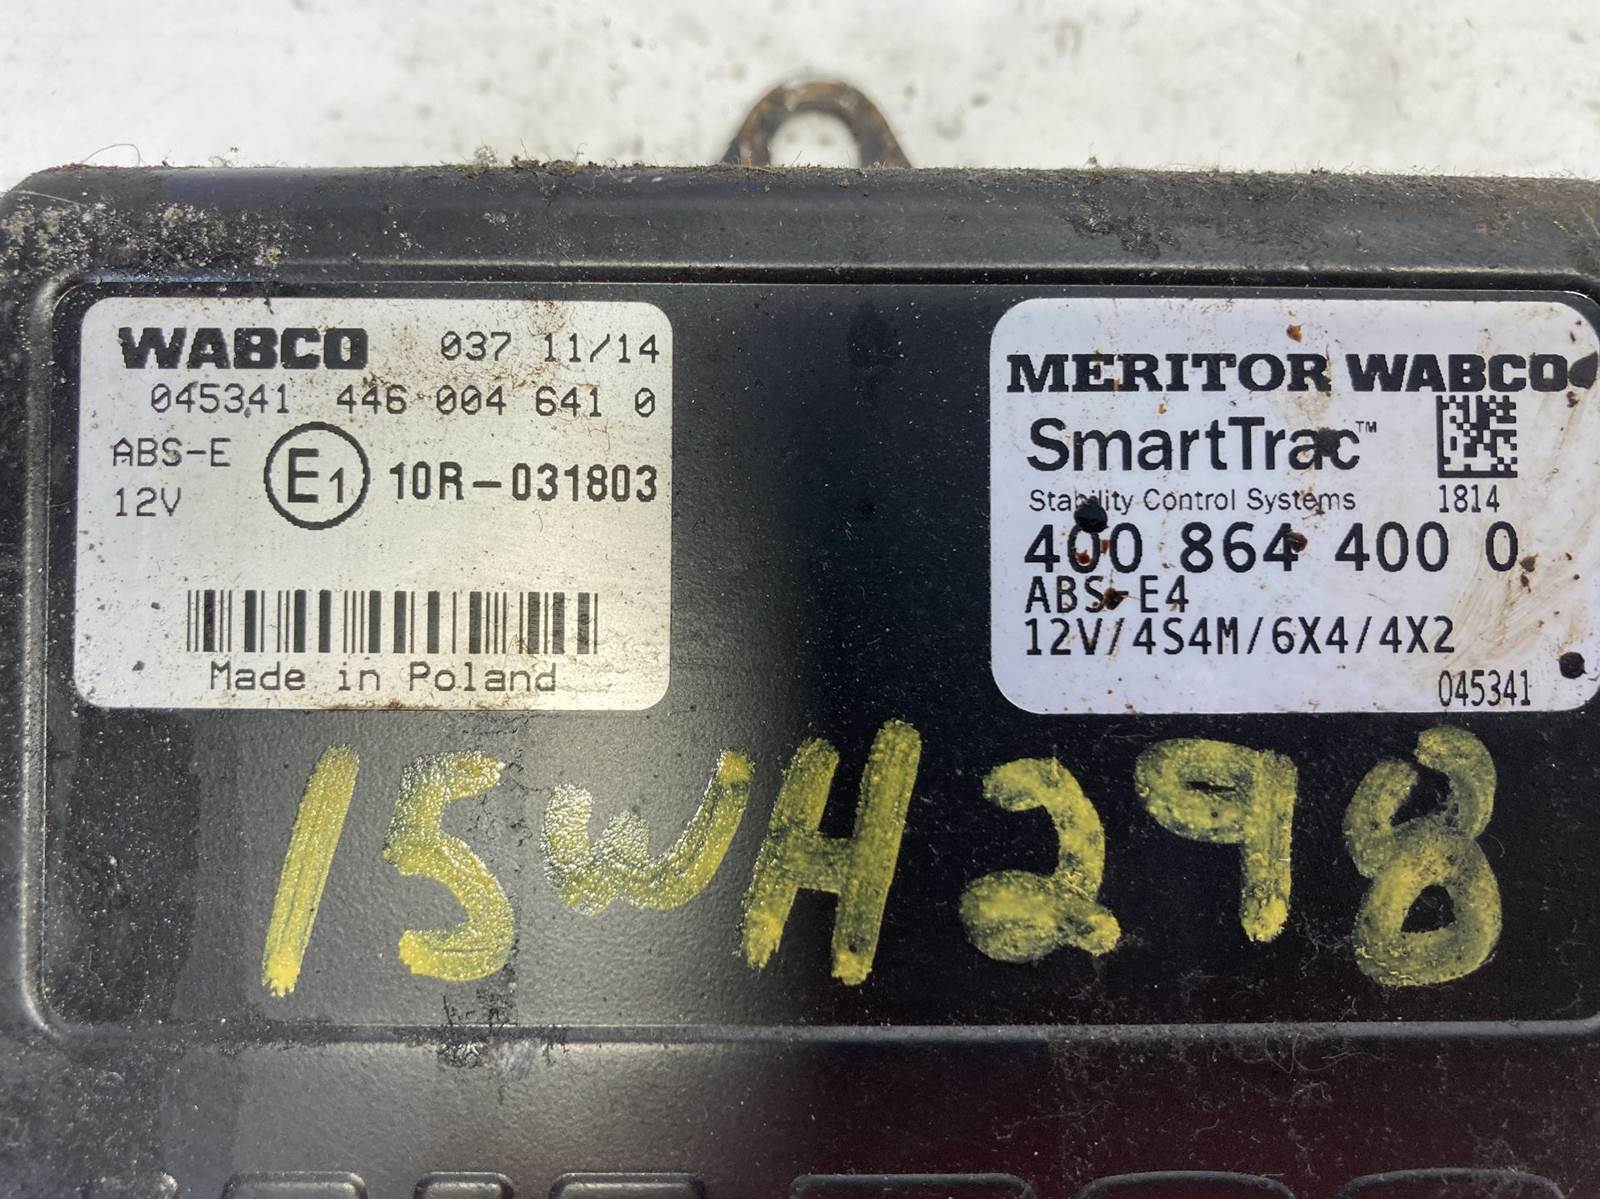 WABCO 037 11/14
045341 446 004 641 0
ABS-E
12V
E1 10R-031803
Made in Poland
MERITOR WABCO
SmartTrac™
Stability Control Systems
1814
400 864 400 0
ABS-E4
12V/4S4M/6X4/4X2
045341
15WH298